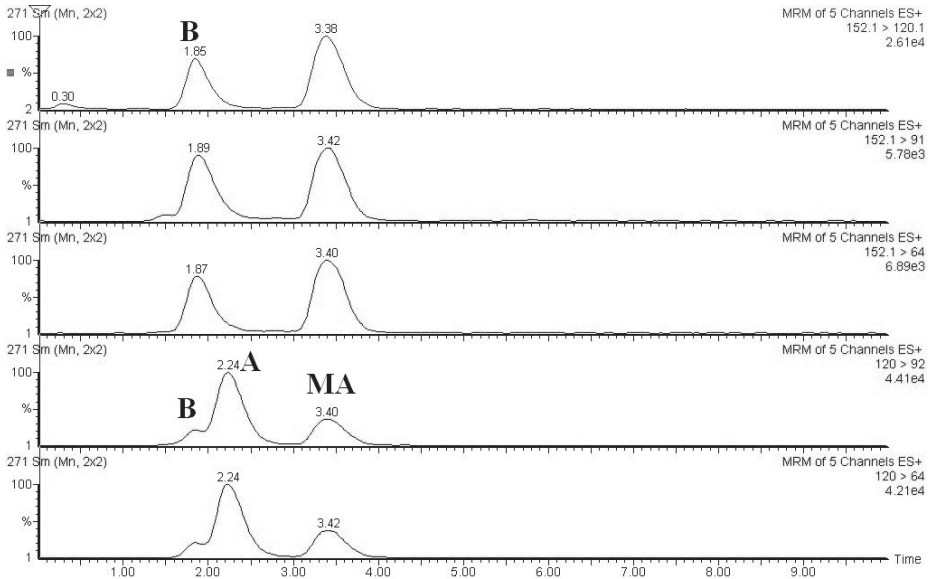 271 Sm (Mn, 2x2)
MRM of 5 Channels ES+
152.1 > 120.1
2.61e4
100
%
2
0.30
B
1.85
3.38
271 Sm (Mn, 2x2)
MRM of 5 Channels ES+
152.1 > 91
5.78e3
100
%
1
1.89
3.42
271 Sm (Mn, 2x2)
MRM of 5 Channels ES+
152.1 > 64
6.89e3
100
%
1
1.87
3.40
271 Sm (Mn, 2x2)
MRM of 5 Channels ES+
120 > 92
4.41e4
100
%
1
B
2.24 A
MA
3.40
271 Sm (Mn, 2x2)
MRM of 5 Channels ES+
120 > 64
4.21e4
100
%
1
2.24
3.42
Time
1.00 2.00 3.00 4.00 5.00 6.00 7.00 8.00 9.00